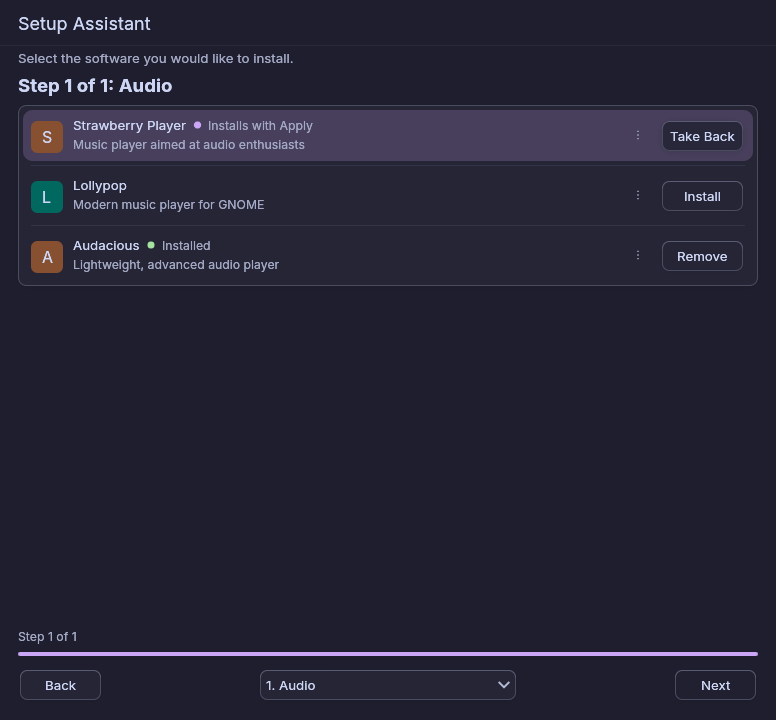 Setup Assistant
Select the software you would like to install.
Step 1 of 1: Audio
S
Strawberry Player
Installs with Apply
Music player aimed at audio enthusiasts
Take Back
L
Lollypop
Modern music player for GNOME
Install
A
Audacious
Installed
Lightweight, advanced audio player
Remove
Step 1 of 1
Back
1. Audio
Next